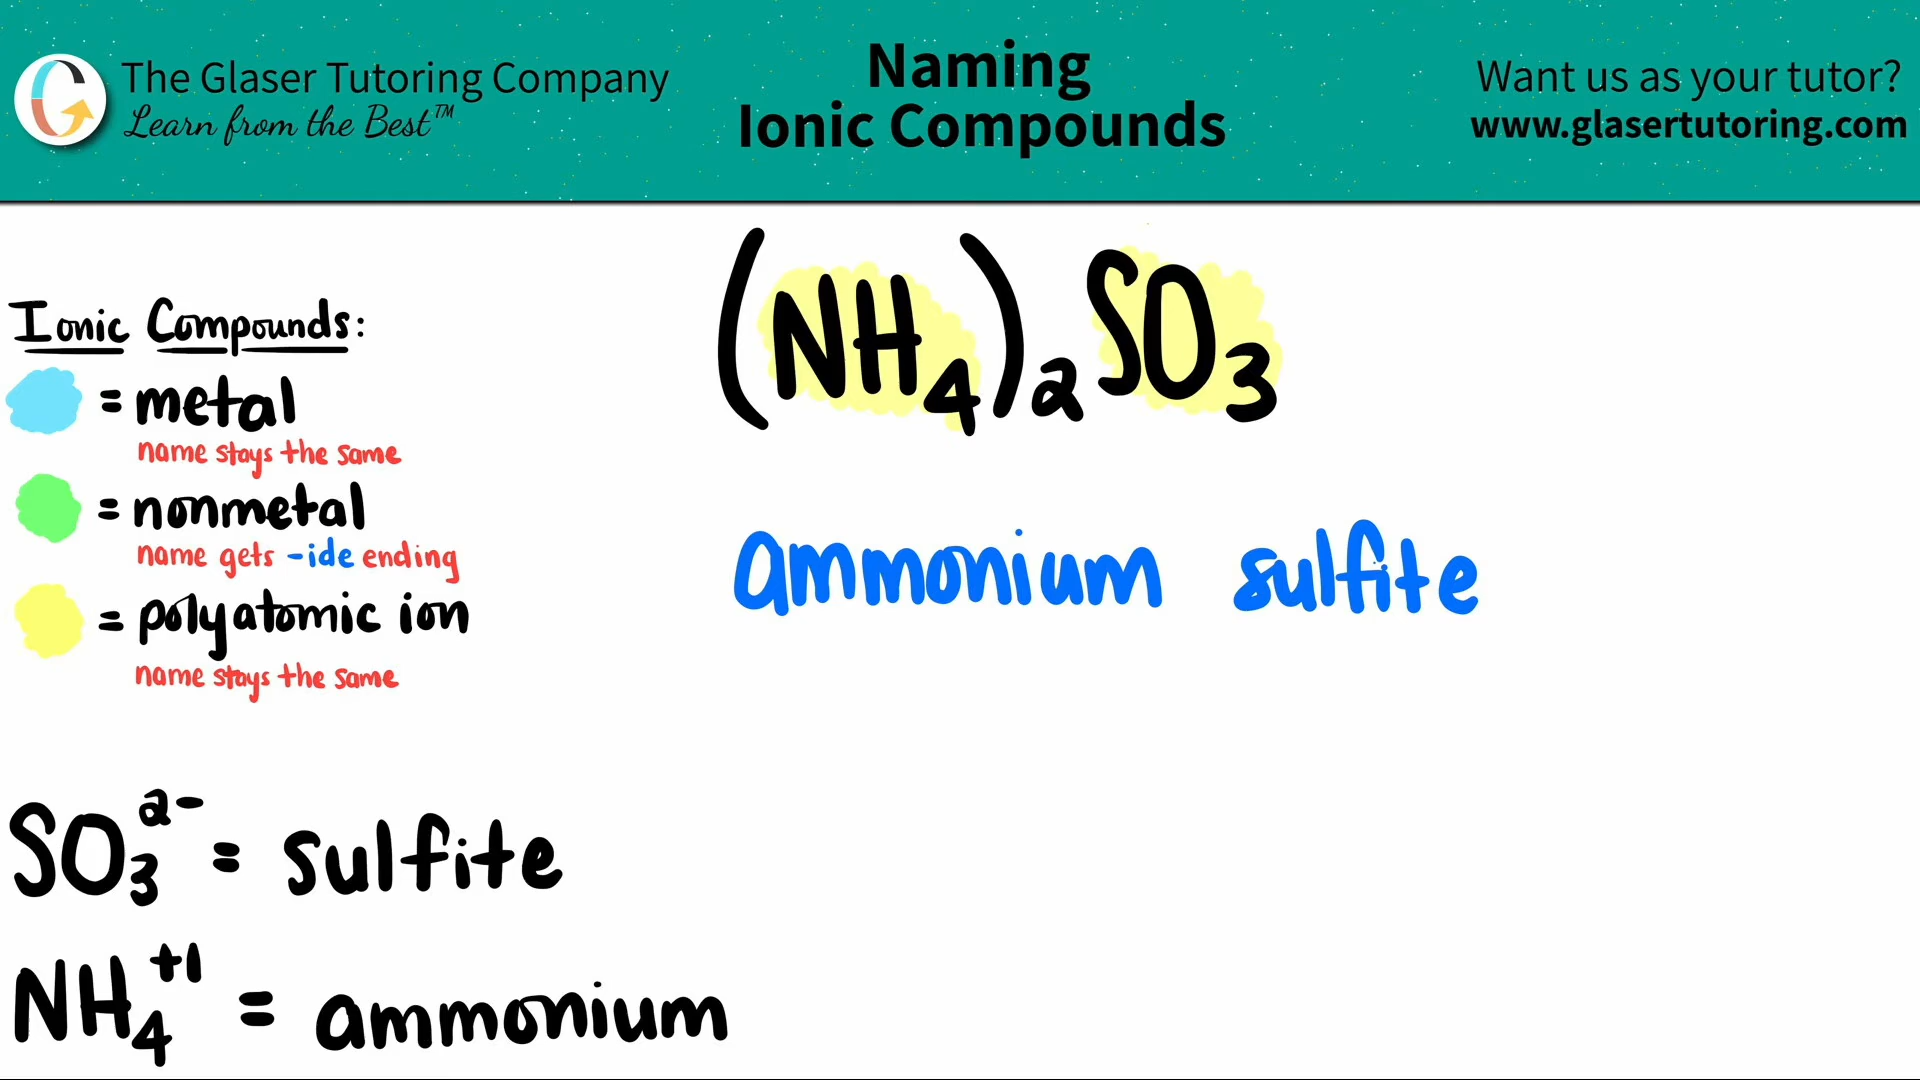 The Glaser Tutoring Company
Learn from the Best™
Naming
Ionic Compounds
Want us as your tutor?
www.glasertutoring.com
Ionic Compounds:
= metal
name stays the same
= nonmetal
name gets -ide ending
= polyatomic ion
name stays the same
SO₃²⁻ = sulfite
NH₄⁺¹ = ammonium
(NH₄)₂SO₃
ammonium sulfite